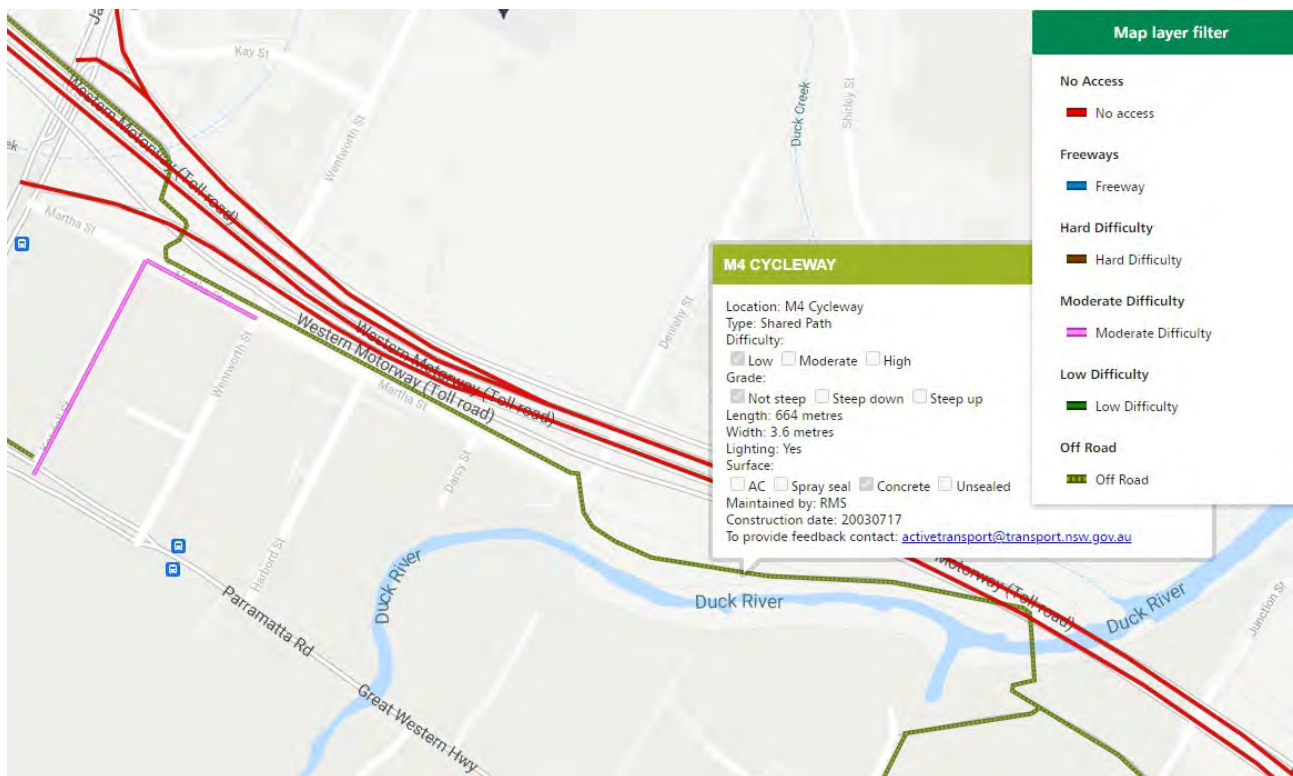 Map layer filter
No Access
No access
Freeways
Freeway
Hard Difficulty
Hard Difficulty
Moderate Difficulty
Moderate Difficulty
Low Difficulty
Low Difficulty
Off Road
Off Road
M4 CYCLEWAY
Location: M4 Cycleway
Type: Shared Path
Difficulty:
Low Moderate High
Grade:
Not steep Steep down Steep up
Length: 664 metres
Width: 3.6 metres
Lighting: Yes
Surface:
AC Spray seal Concrete Unsealed
Maintained by: RMS
Construction date: 20030717
To provide feedback contact: activetransport@transport.nsw.gov.au
Kay St
Western Motorway (Toll road)
Wentworth St
Duck Creek
Shirley St
Martha St
Western Motorway (Toll road)
Western Motorway (Toll road)
Wentworth St
Martha St
Deniehy St
Darcy St
Harbord St
Parramatta Rd
Great Western Hwy
Duck River
Duck River
Motorway (Toll road)
Duck River
Junction St